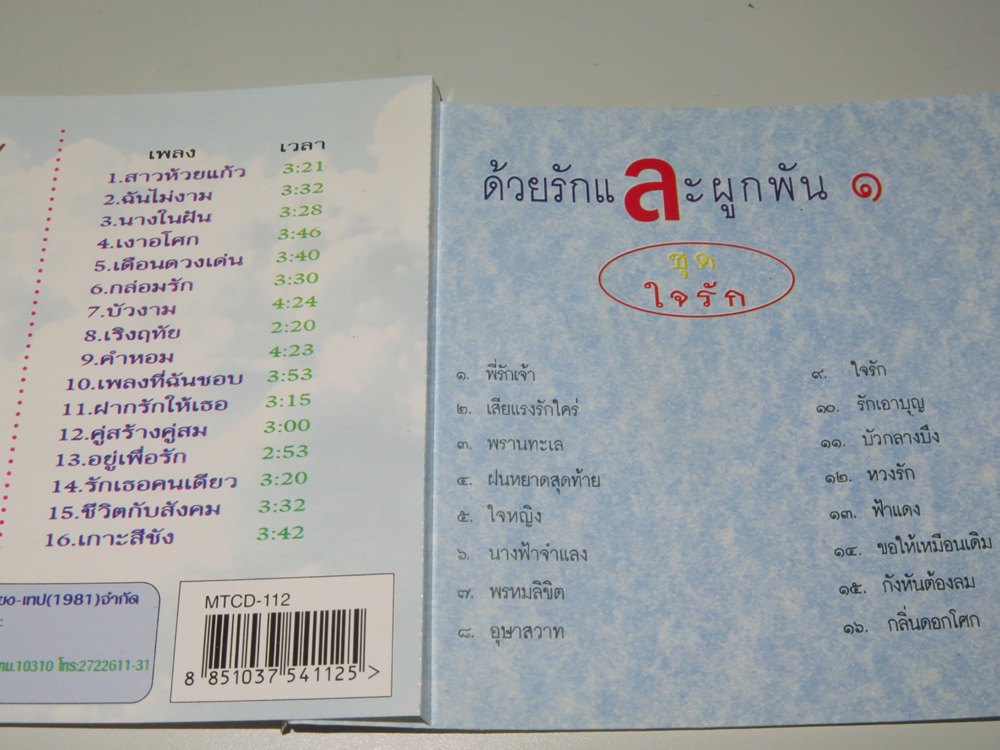 เพลง เวลา
1.สาวห้วยแก้ว 3:21
2.ฉันไม่งาม 3:32
3.นางในฝัน 3:28
4.เงาอโศก 3:46
5.เดือนดวงเด่น 3:40
6.กล่อมรัก 3:30
7.บัวงาม 4:24
8.เริงฤทัย 2:20
9.คำหอม 4:23
10.เพลงที่ฉันชอบ 3:53
11.ฝากรักให้เธอ 3:15
12.คู่สร้างคู่สม 3:00
13.อยู่เพื่อรัก 2:53
14.รักเธอคนเดียว 3:20
15.ชีวิตกับสังคม 3:32
16.เกาะสีชัง 3:42
-เทป(1981)จำกัด
10310 โทร:2722611-31
MTCD-112
8 851037 541125 >
ด้วยรักและผูกพัน ๑
ชุด
ใจรัก
๑. พี่รักเจ้า
๒. เสียแรงรักใคร่
๓. พรานทะเล
๔. ฝนหยาดสุดท้าย
๕. ใจหญิง
๖. นางฟ้าจำแลง
๗. พรหมลิขิต
๘. อุษาสวาท
๙. ใจรัก
๑๐. รักเอาบุญ
๑๑. บัวกลางบึง
๑๒. หวงรัก
๑๓. ฟ้าแดง
๑๔. ขอให้เหมือนเดิม
๑๕. กังหันต้องลม
๑๖. กลิ่นดอกโศก